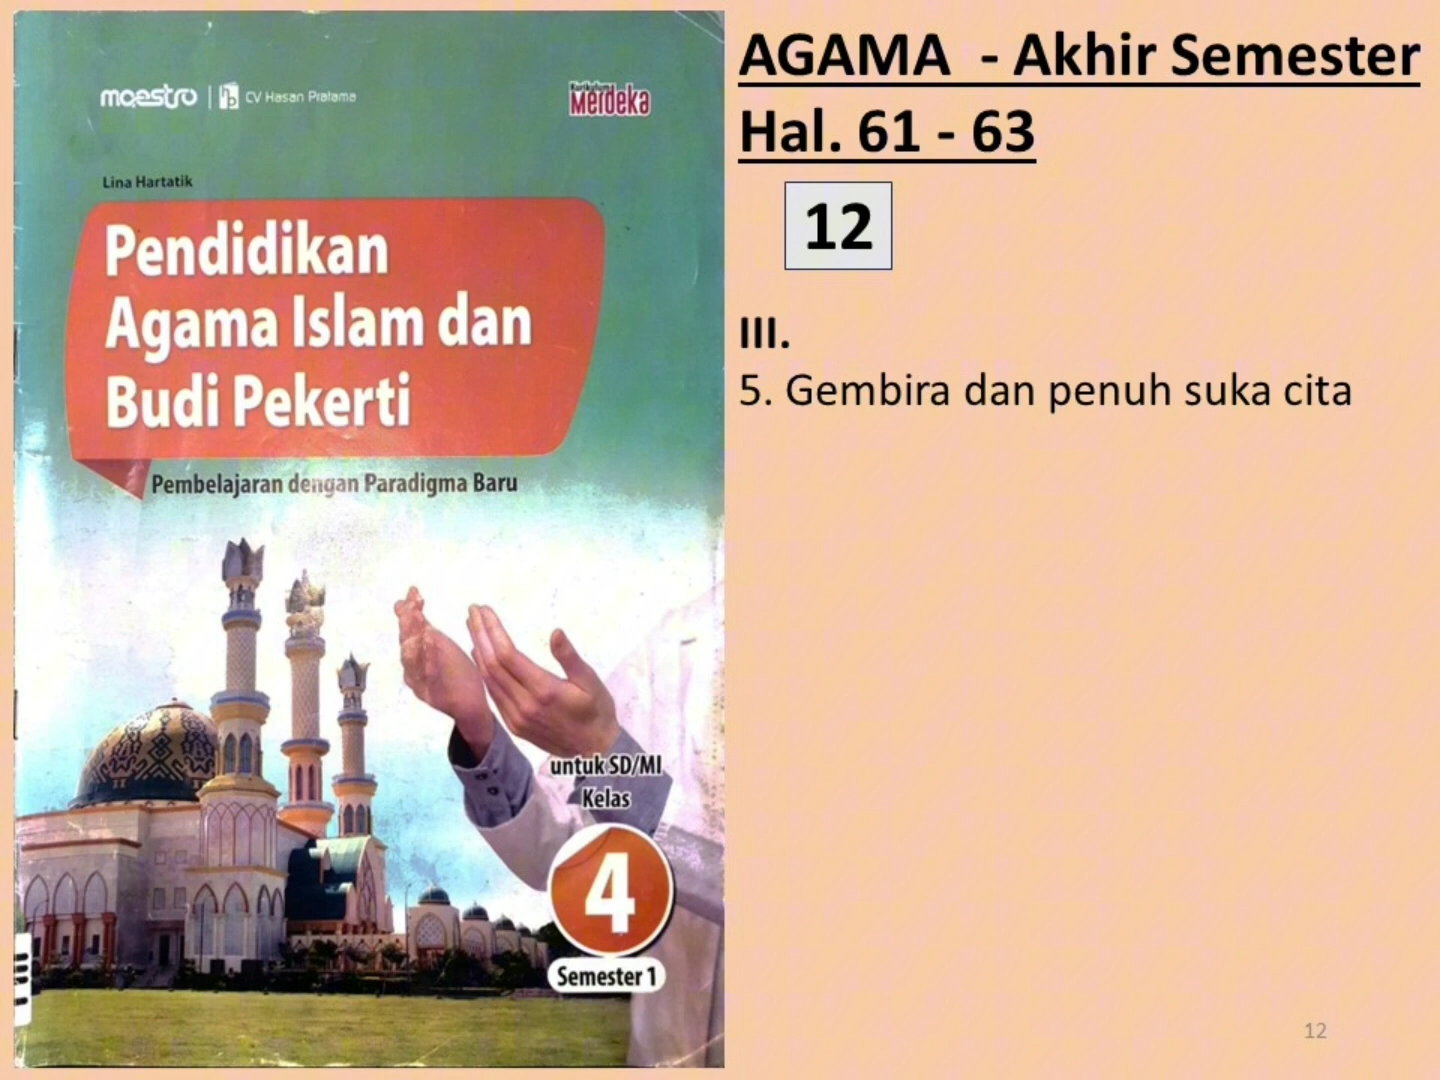 maestro | CV Hasan Pratama
Kurikulum
Merdeka
Lina Hartatik
Pendidikan
Agama Islam dan
Budi Pekerti
Pembelajaran dengan Paradigma Baru
untuk SD/MI
Kelas
4
Semester 1
AGAMA - Akhir Semester
Hal. 61 - 63
12
III.
5. Gembira dan penuh suka cita
12